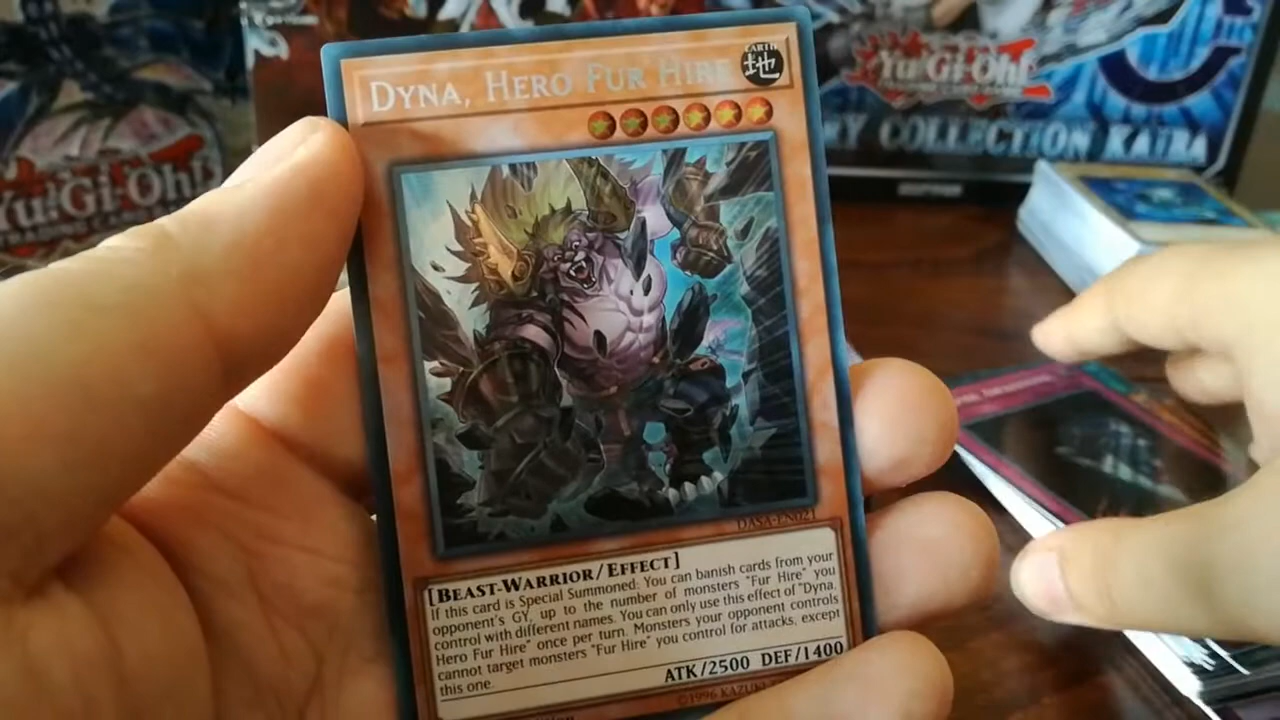 DYNA, HERO FUR HIRE
EARTH
地
DASA-EN021
[BEAST-WARRIOR/EFFECT]
If this card is Special Summoned: You can banish cards from your
opponent's GY, up to the number of monsters "Fur Hire" you
control with different names. You can only use this effect of "Dyna,
Hero Fur Hire" once per turn. Monsters your opponent controls
cannot target monsters "Fur Hire" you control for attacks, except
this one.
ATK/2500 DEF/1400
©1996 KAZUKI
Yu-Gi-Oh!
Yu-Gi-Oh!
COLLECTION KAIBA